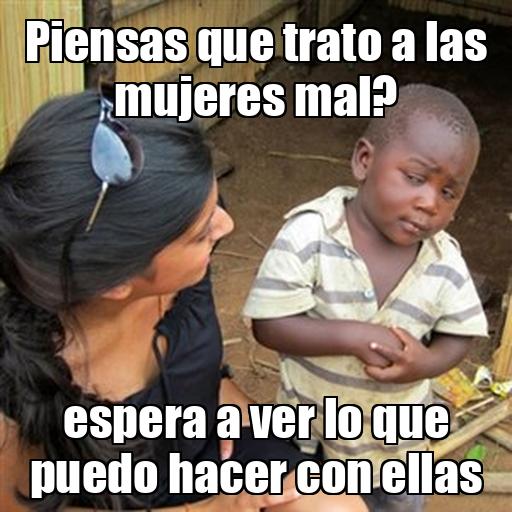 Piensas que trato a las
mujeres mal?
espera a ver lo que
puedo hacer con ellas